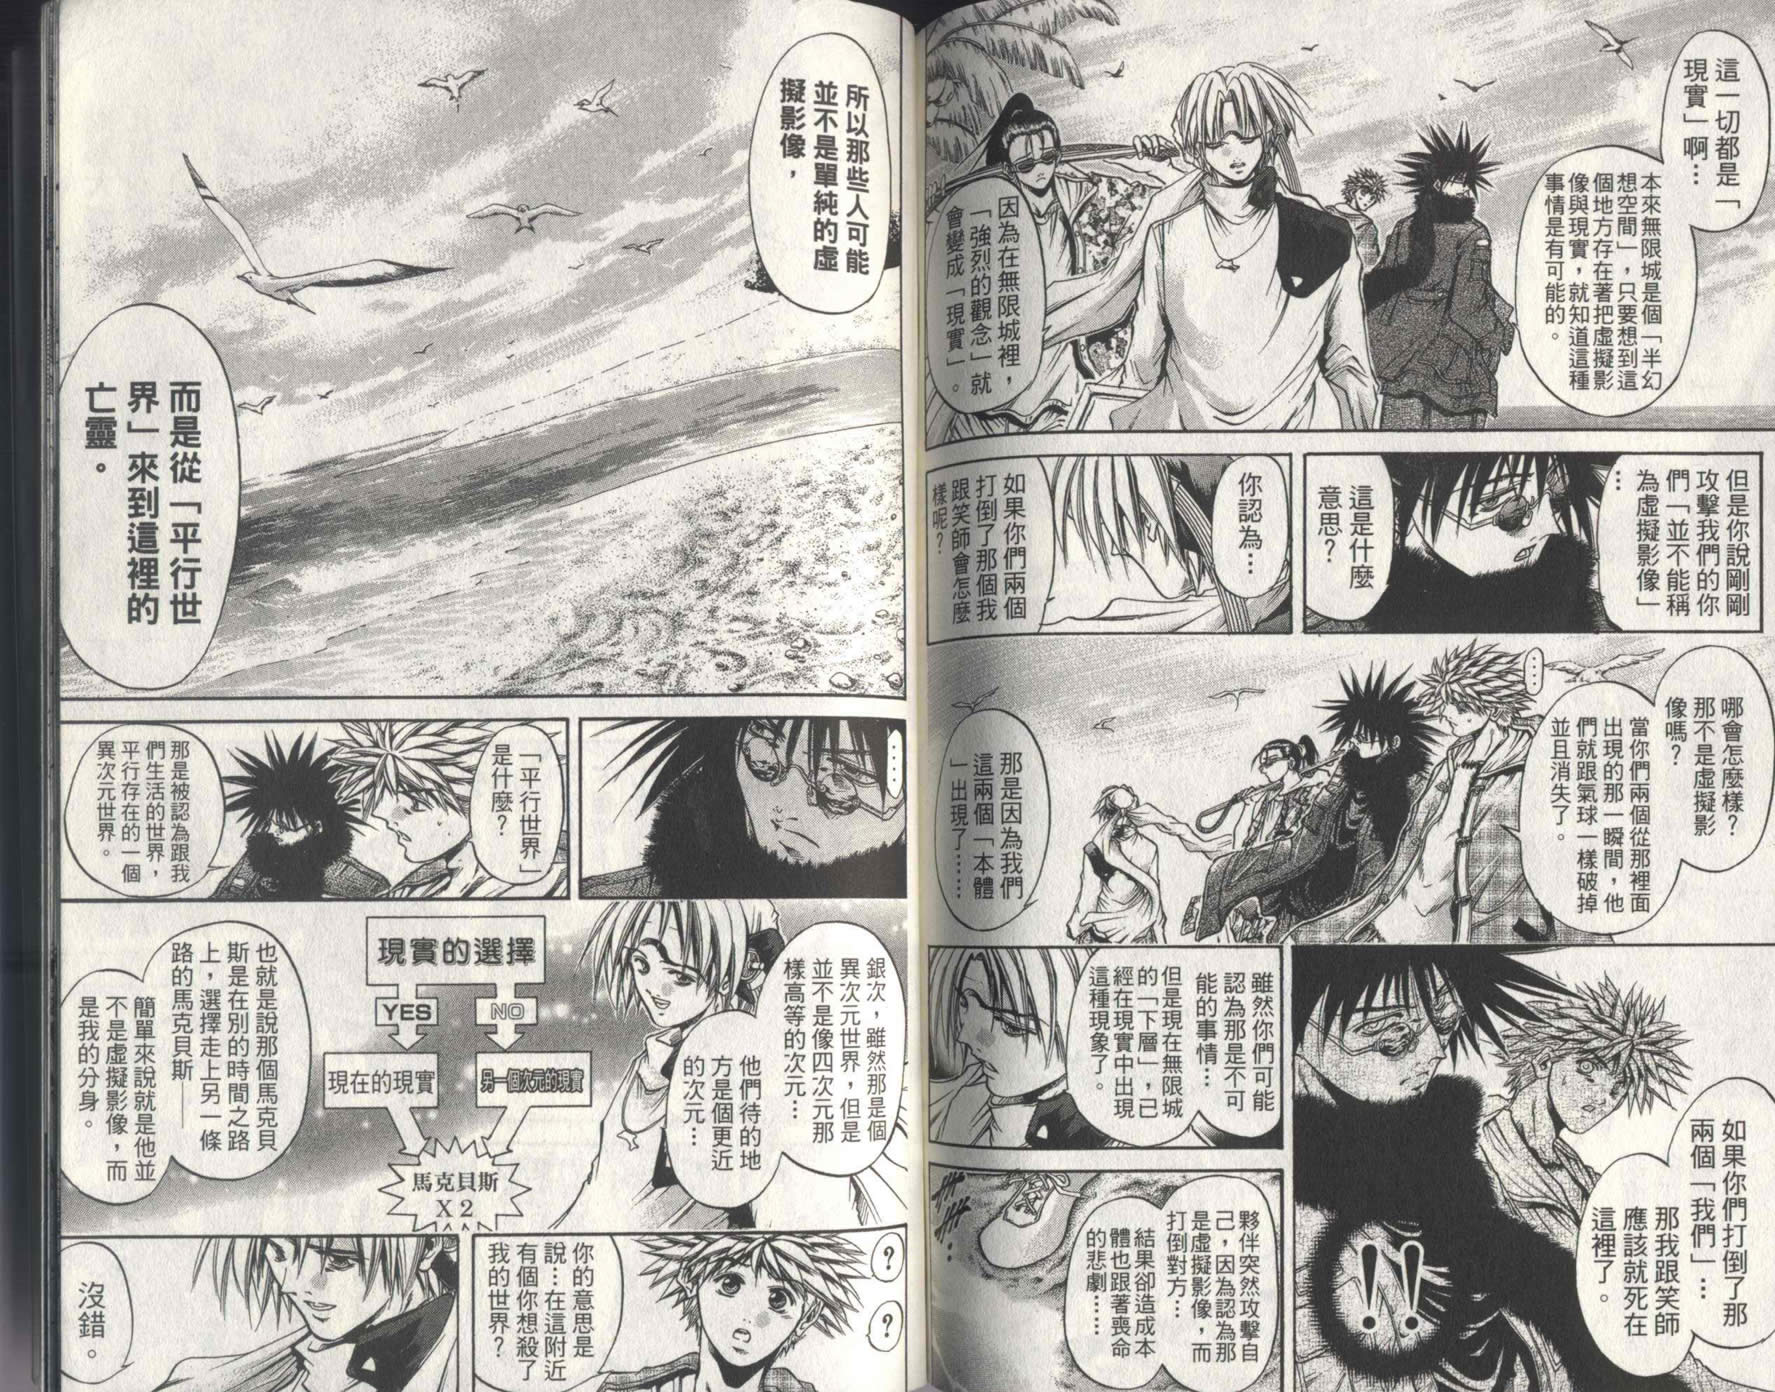 這一切都是「
現實」啊…
本來無限城是個「半幻
想空間」，只要想到這
個地方存在著把虛擬影
像與現實，就知道這種
事情是有可能的。
因為在無限城裡，
「強烈的觀念」就
會變成「現實」。
但是你說剛剛
攻擊我們的你
們「並不能稱
為虛擬影像」
…
這是什麼
意思？
你認為…
如果你們兩個
打倒了那個我
跟笑師會怎麼
樣呢？
哪會怎麼樣？
那不是虛擬影
像嗎？
當你們兩個從那裡面
出現的那一瞬間，他
們就跟氣球一樣破掉
並且消失了。
……
那是因為我們
這兩個「本體
」出現了……
如果你們打倒了那
兩個「我們」…
那我跟笑師
應該就死在
這裡了。
!!
雖然你們可能
認為那是不可
能的事情…
但是現在無限城
的「下層」，已
經在現實中出現
這種現象了。
夥伴突然攻擊自
己，因為認為那
是虛擬影像，而
打倒對方…
結果卻造成本
體也跟著喪命
的悲劇……
所以那些人可能
並不是單純的虛
擬影像，
而是從「平行世
界」來到這裡的
亡靈。
……
「平行世界」
是什麼？
那是被認為跟我
們生活的世界，
平行存在的一個
異次元世界。
銀次，雖然那是個
異次元世界，但是
並不是像四次元那
樣高等的次元…
他們待的地
方是個更近
的次元…
現實的選擇
YES
NO
現在的現實
另一個次元的現實
馬克貝斯
X2
也就是說那個馬克貝
斯是在別的時間之路
上，選擇走上另一條
路的馬克貝斯——
簡單來說就是他並
不是虛擬影像，而
是我的分身。
？
？
你的意思是
說…在這附近
有個你想殺了
我的世界？
沒錯。